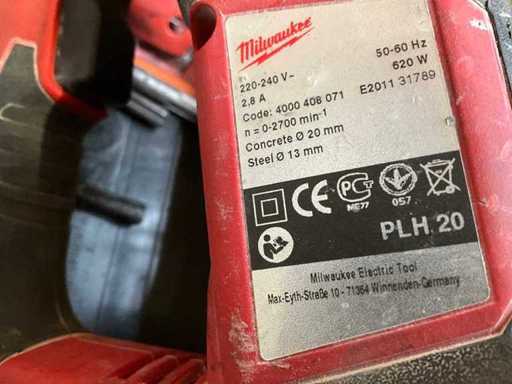 Milwaukee
220-240 V~
50-60 Hz
2,8 A
620 W
Code: 4000 408 071
E2011 31789
n = 0-2700 min-1
Concrete Ø 20 mm
Steel Ø 13 mm
CE
ME77
057
PLH 20
Milwaukee Electric Tool
Max-Eyth-Straße 10 - 71364 Winnenden-Germany